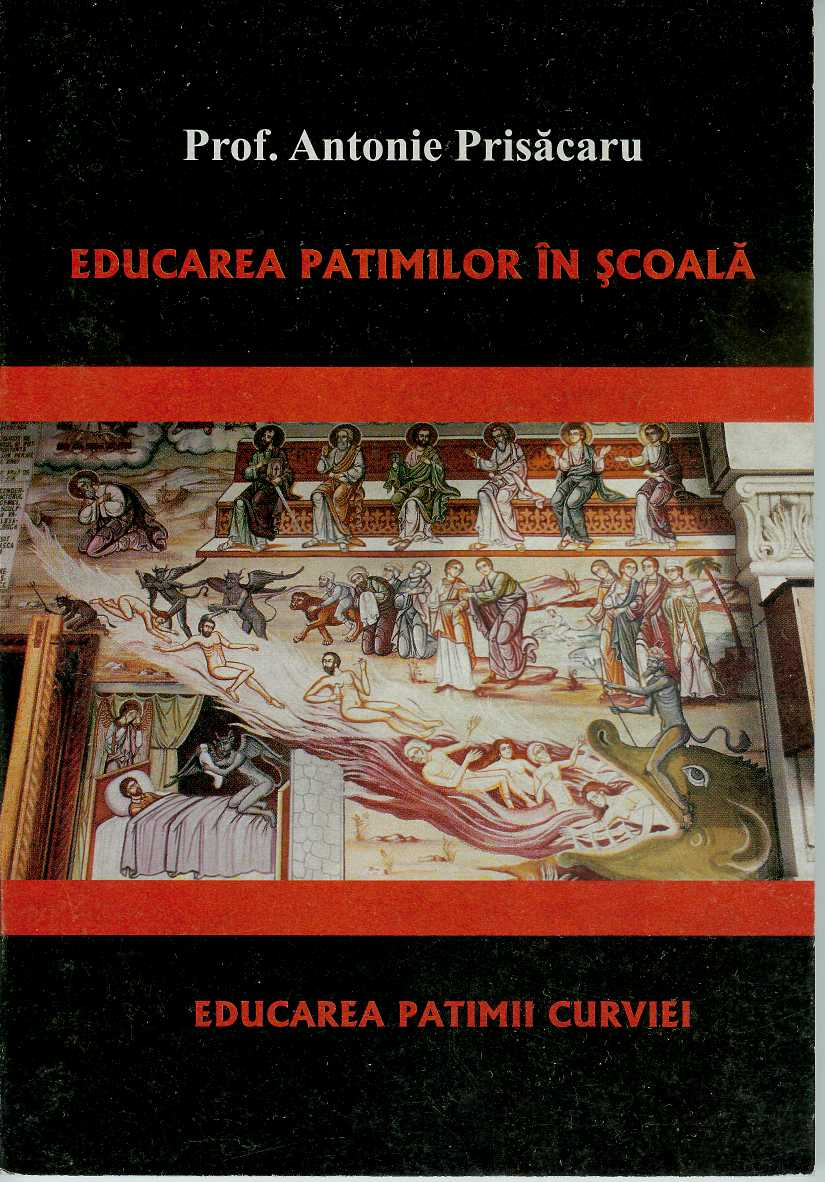 Prof. Antonie Prisăcaru
EDUCAREA PATIMILOR ÎN ŞCOALĂ
EDUCAREA PATIMII CURVIEI